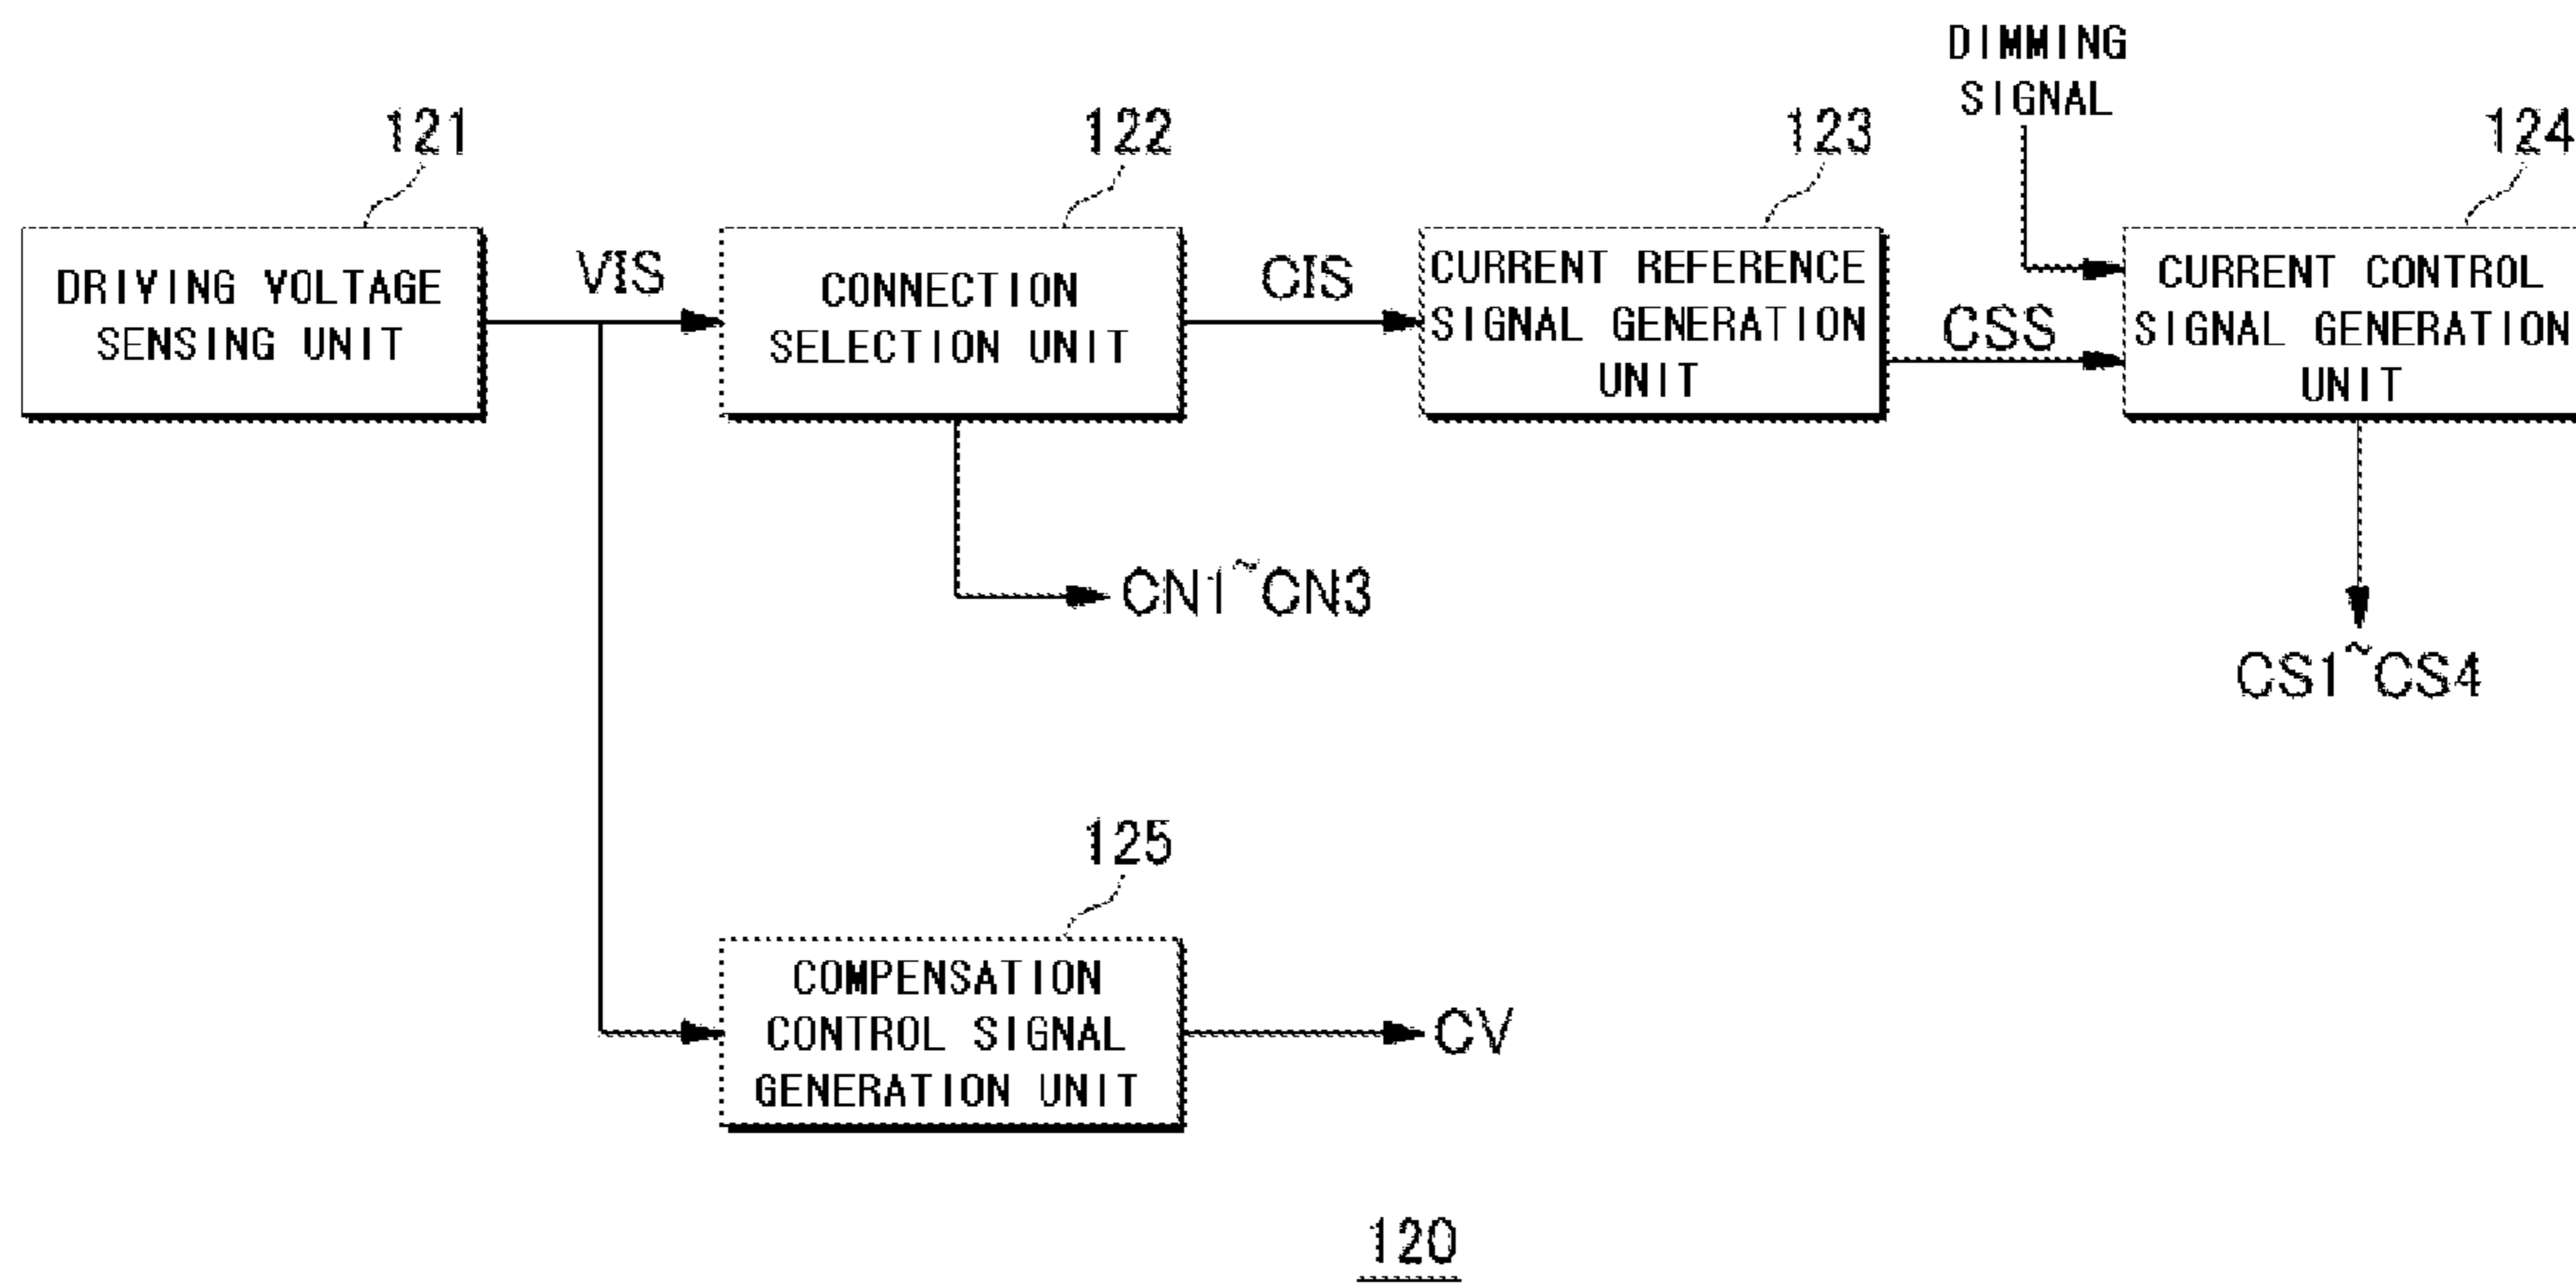 DIMMING
SIGNAL
121
122
123
124
DRIVING VOLTAGE
SENSING UNIT
VIS
CONNECTION
SELECTION UNIT
CIS
CURRENT REFERENCE
SIGNAL GENERATION
UNIT
CSS
CURRENT CONTROL
SIGNAL GENERATION
UNIT
CN1~CN3
CS1~CS4
125
COMPENSATION
CONTROL SIGNAL
GENERATION UNIT
CV
120